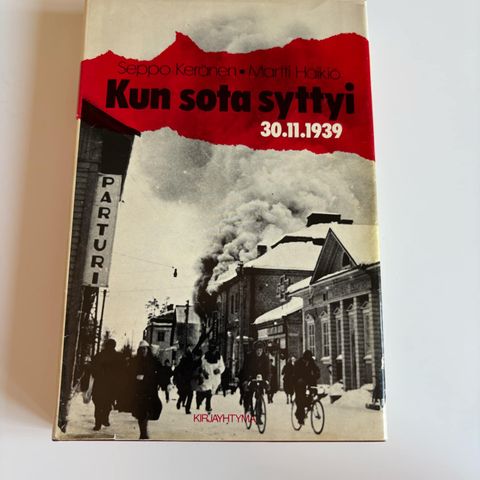 Seppo Keränen • Martti Häikiö
Kun sota syttyi
30.11.1939
PARTURI
KIRJAYHTYMÄ